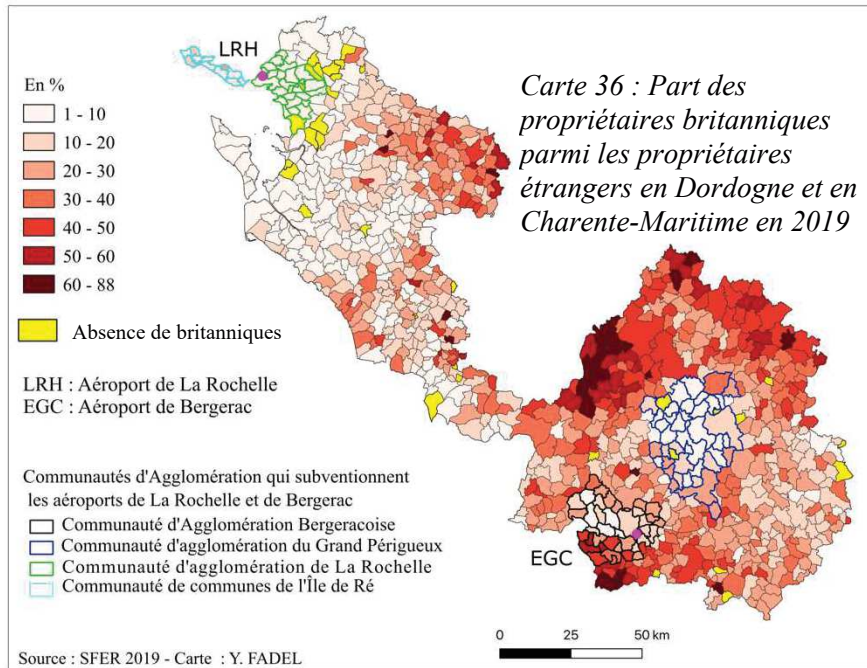 LRH
Carte 36 : Part des
propriétaires britanniques
parmi les propriétaires
étrangers en Dordogne et en
Charente-Maritime en 2019
En %
1 - 10
10 - 20
20 - 30
30 - 40
40 - 50
50 - 60
60 - 88
Absence de britanniques
LRH : Aéroport de La Rochelle
EGC : Aéroport de Bergerac
Communautés d'Agglomération qui subventionnent
les aéroports de La Rochelle et de Bergerac
Communauté d'Agglomération Bergeracoise
Communauté d'agglomération du Grand Périgueux
Communauté d'agglomération de La Rochelle
Communauté de communes de l'Île de Ré
EGC
0 25 50 km
Source : SFER 2019 - Carte : Y. FADEL